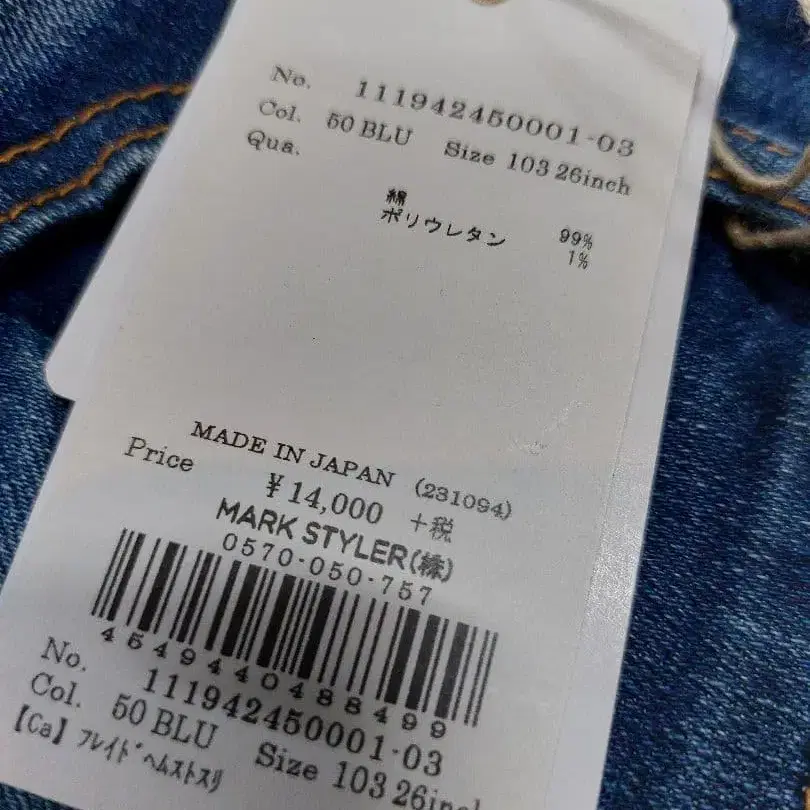 No. 111942450001-03
Col. 50 BLU Size 103 26inch
Qua.
綿 99%
ポリウレタン 1%
MADE IN JAPAN (231094)
Price ¥14,000 +税
MARK STYLER(株)
0570-050-757
4549440488499
No. 111942450001-03
Col. 50 BLU Size 103 26inch
【Ca】フレイドヘムストスリ